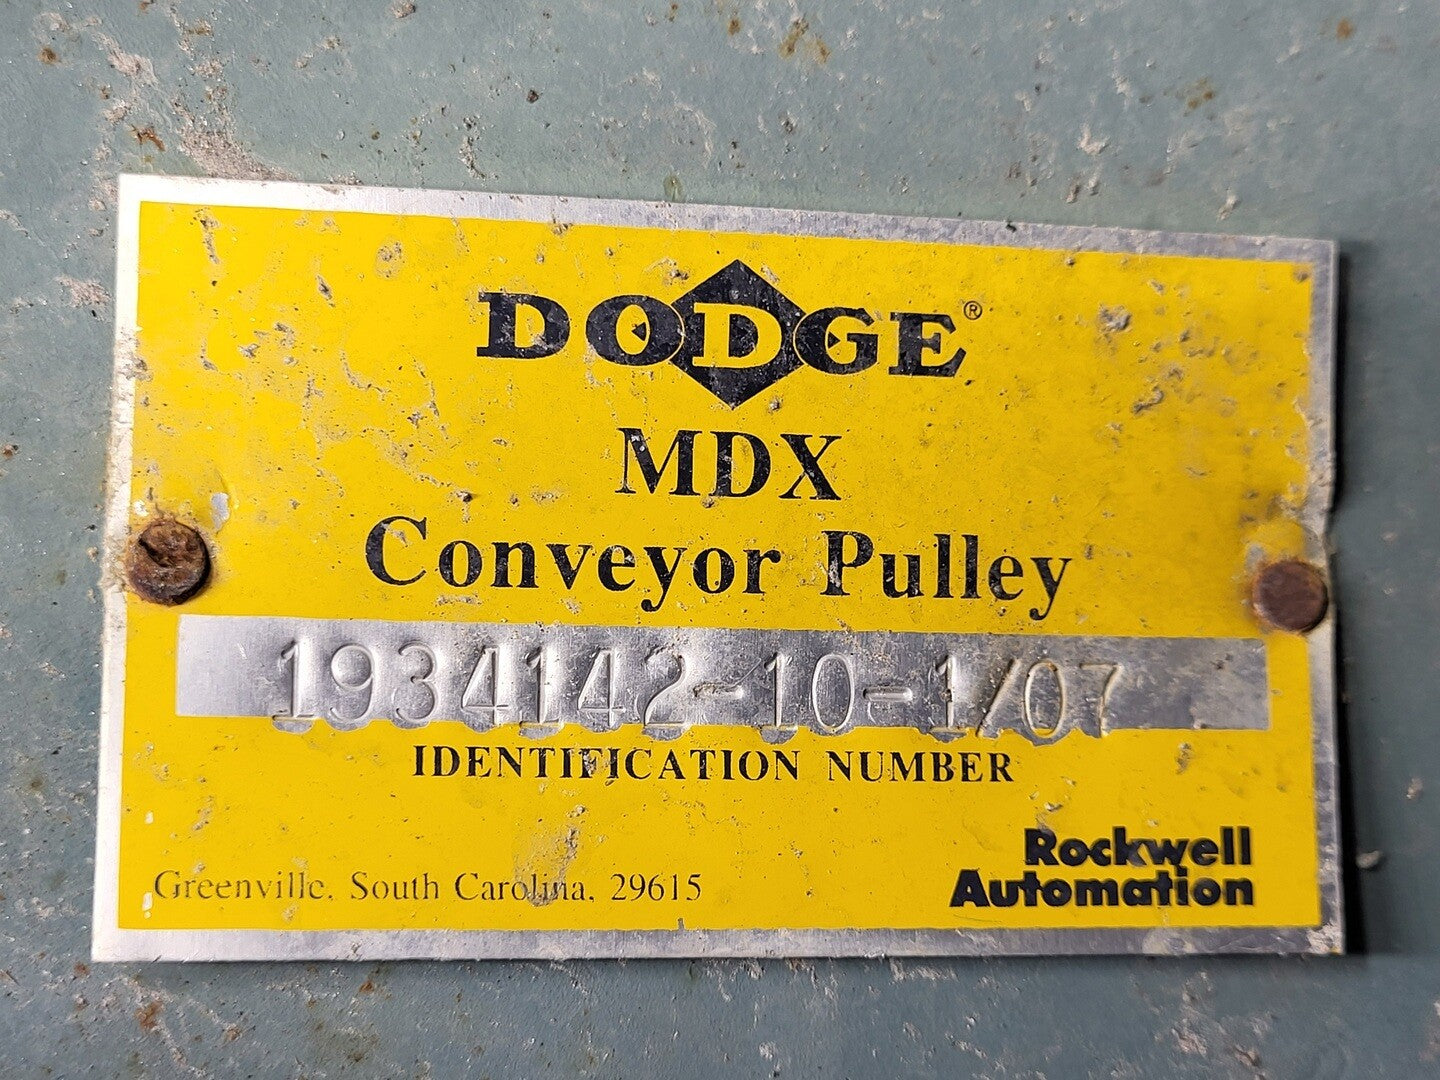 DODGE®
MDX
Conveyor Pulley
1934142-10-1/07
IDENTIFICATION NUMBER
Rockwell
Automation
Greenville, South Carolina, 29615